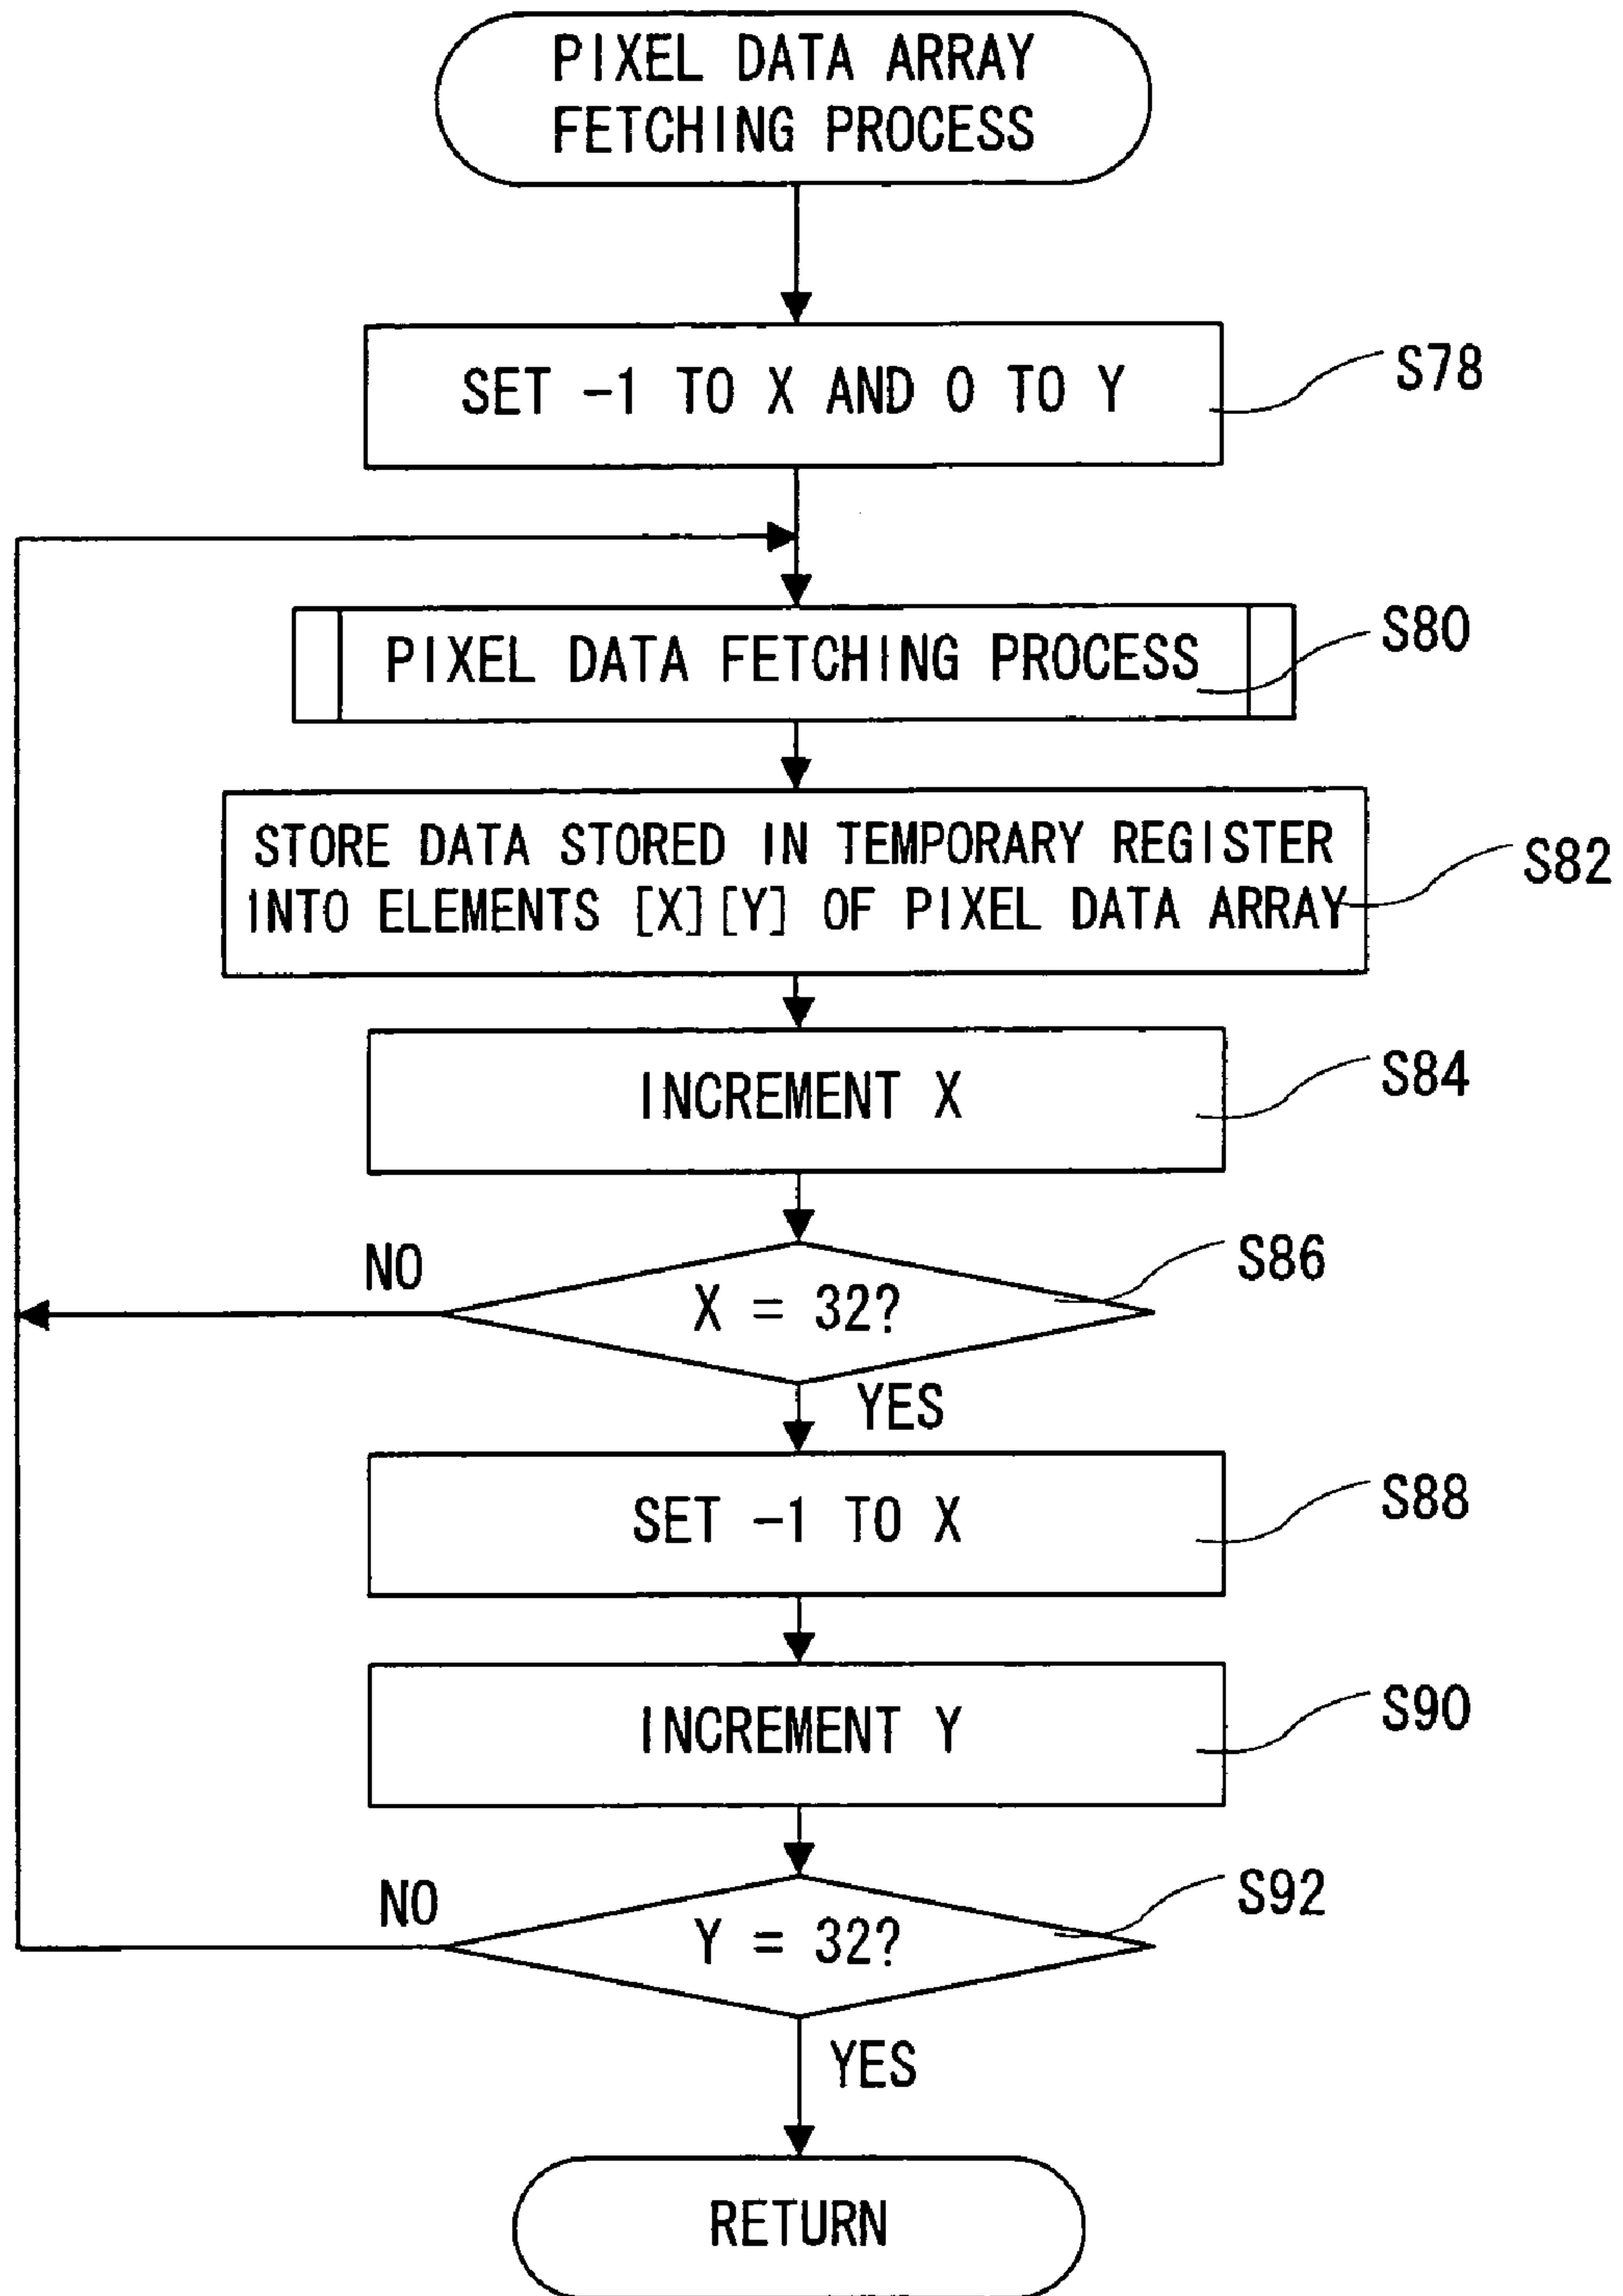 PIXEL DATA ARRAY
FETCHING PROCESS
SET -1 TO X AND 0 TO Y
S78
PIXEL DATA FETCHING PROCESS
S80
STORE DATA STORED IN TEMPORARY REGISTER
INTO ELEMENTS [X][Y] OF PIXEL DATA ARRAY
S82
INCREMENT X
S84
NO
X = 32?
S86
YES
SET -1 TO X
S88
INCREMENT Y
S90
NO
Y = 32?
S92
YES
RETURN